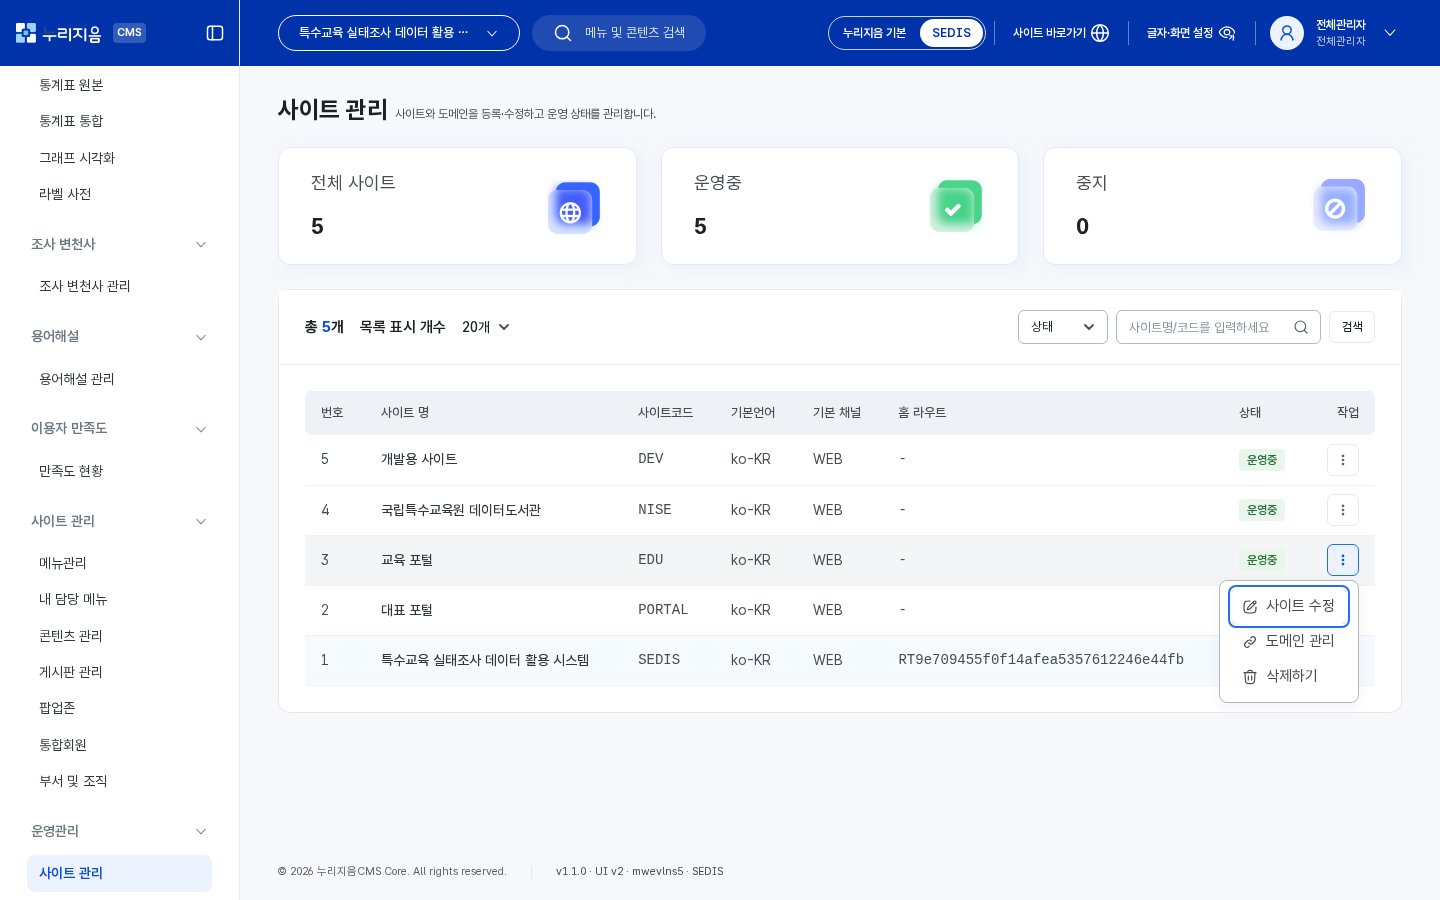 누리지음 CMS
특수교육 실태조사 데이터 활용 ···
메뉴 및 콘텐츠 검색
누리지음 기본
SEDIS
사이트 바로가기
글자·화면 설정
전체관리자
전체관리자
통계표 원본
통계표 통합
그래프 시각화
라벨 사전
조사 변천사
조사 변천사 관리
용어해설
용어해설 관리
이용자 만족도
만족도 현황
사이트 관리
메뉴관리
내 담당 메뉴
콘텐츠 관리
게시판 관리
팝업존
통합회원
부서 및 조직
운영관리
사이트 관리
사이트 관리 사이트와 도메인을 등록·수정하고 운영 상태를 관리합니다.
전체 사이트
5
운영중
5
중지
0
총 5개 목록 표시 개수 20개
상태
사이트명/코드를 입력하세요
검색
번호 사이트 명 사이트코드 기본언어 기본 채널 홈 라우트 상태 작업
5 개발용 사이트 DEV ko-KR WEB - 운영중
4 국립특수교육원 데이터도서관 NISE ko-KR WEB - 운영중
3 교육 포털 EDU ko-KR WEB - 운영중
2 대표 포털 PORTAL ko-KR WEB -
1 특수교육 실태조사 데이터 활용 시스템 SEDIS ko-KR WEB RT9e709455f0f14afea5357612246e44fb
사이트 수정
도메인 관리
삭제하기
© 2026 누리지음CMS Core. All rights reserved.
v1.1.0 · UI v2 · mwevlns5 · SEDIS